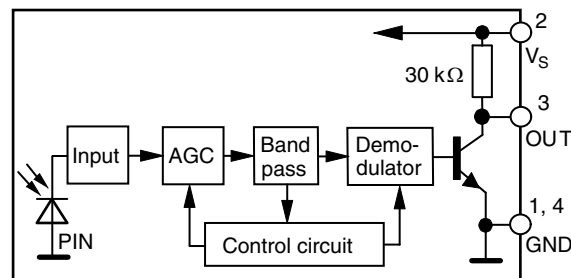 2
V_S
30 kΩ
3
OUT
Input
AGC
Band
pass
Demo-
dulator
1, 4
GND
PIN
Control circuit